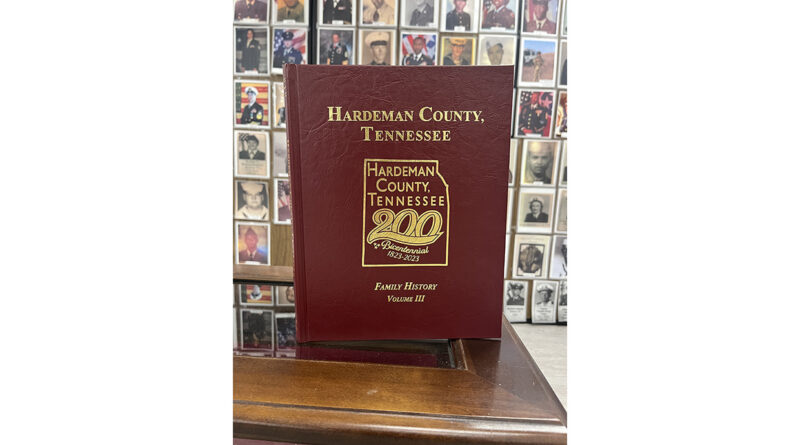 HARDEMAN COUNTY,
TENNESSEE
HARDEMAN
COUNTY,
TENNESSEE
200
Bicentennial
1823-2023
FAMILY HISTORY
VOLUME III